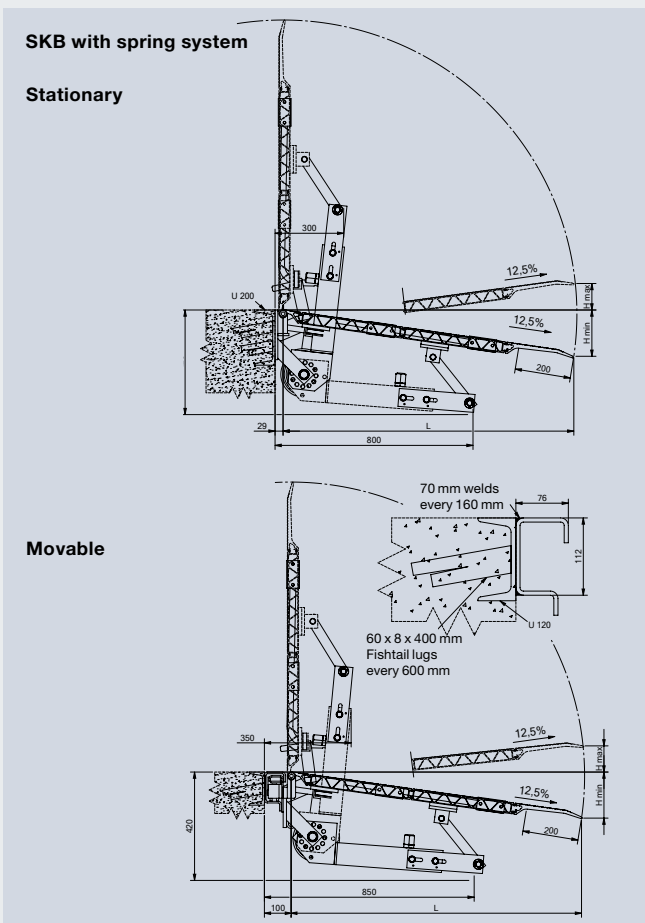 SKB with spring system
Stationary
300
12,5%
H max
U 200
12,5%
H min
200
29
L
800
Movable
70 mm welds
every 160 mm
76
112
U 120
60 x 8 x 400 mm
Fishtail lugs
every 600 mm
350
12,5%
H max
12,5%
H min
200
420
850
100
L